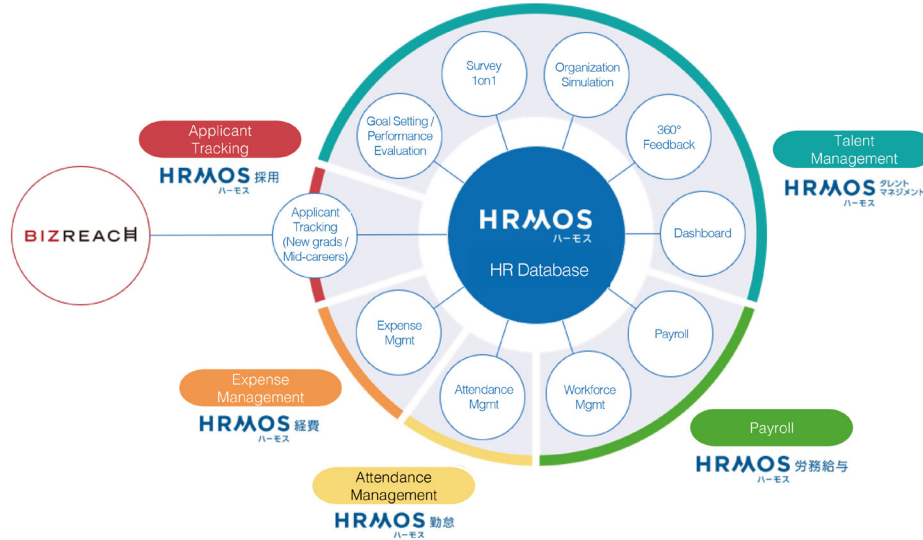 Survey
1on1
Organization
Simulation
Goal Setting /
Performance
Evaluation
360°
Feedback
Applicant
Tracking
HRMOS 採用
ハーモス
Talent
Management
HRMOS タレント
マネジメント
ハーモス
BIZREACH
Applicant
Tracking
(New grads /
Mid-careers)
HRMOS
ハーモス
HR Database
Dashboard
Expense
Mgmt
Payroll
Attendance
Mgmt
Workforce
Mgmt
Expense
Management
HRMOS 経費
ハーモス
Payroll
HRMOS 労務給与
ハーモス
Attendance
Management
HRMOS 勤怠
ハーモス